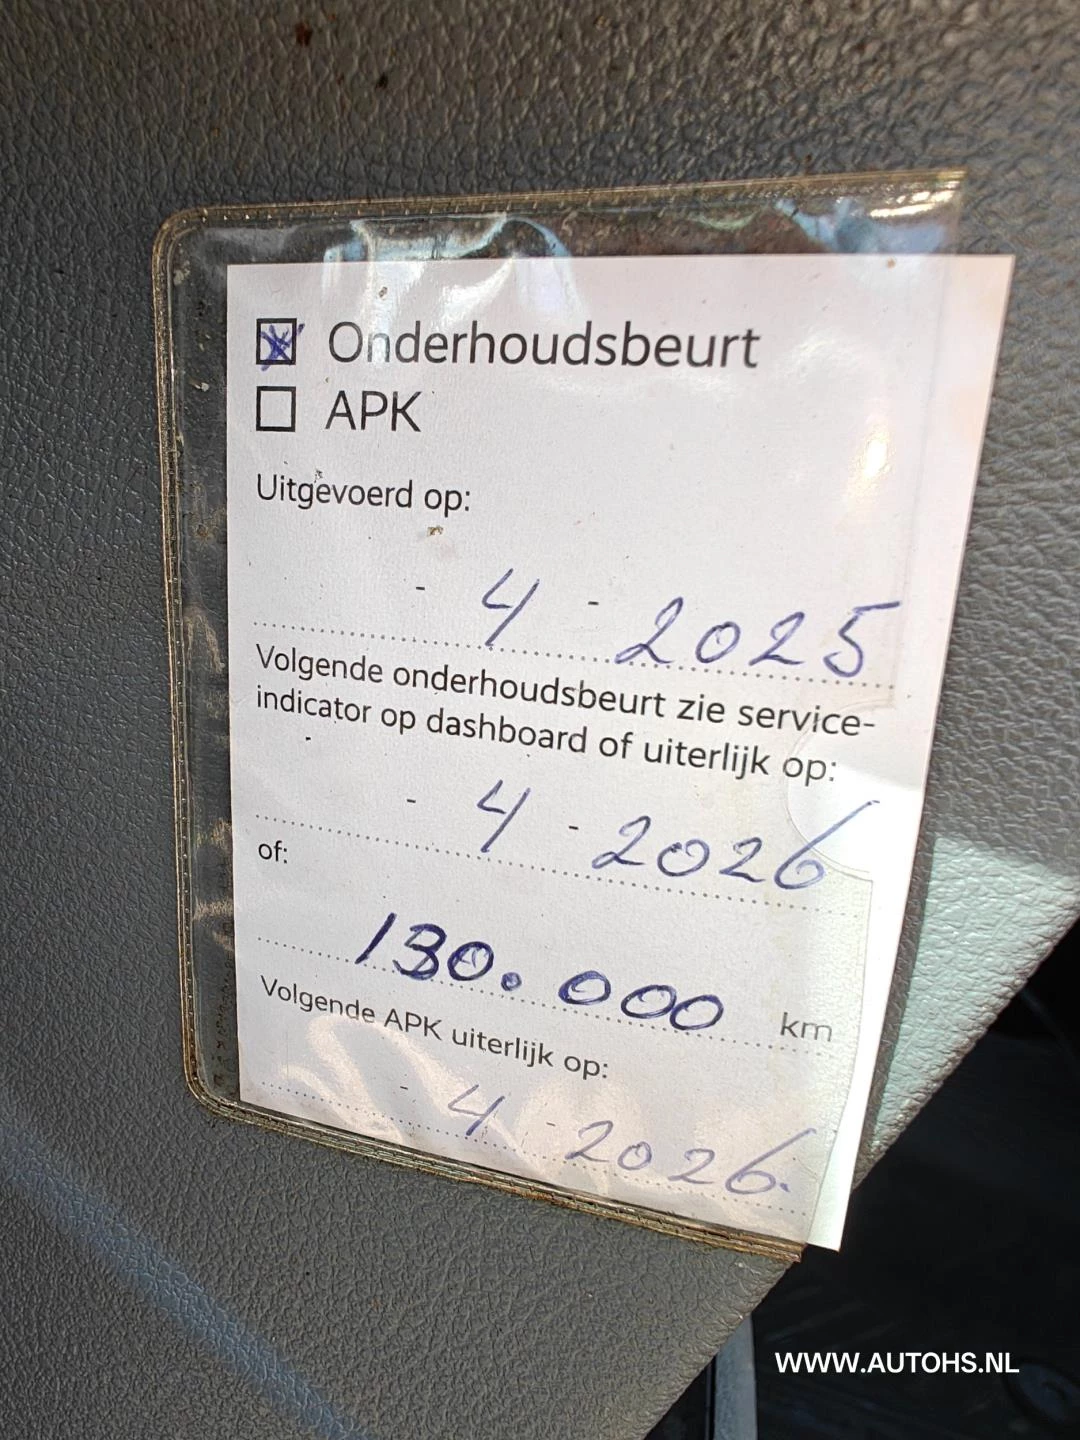 Onderhoudsbeurt
APK
Uitgevoerd op:
- 4 - 2025
Volgende onderhoudsbeurt zie service-
indicator op dashboard of uiterlijk op:
- 4 - 2026
of:
130.000 km
Volgende APK uiterlijk op:
- 4 - 2026.
WWW.AUTOHS.NL